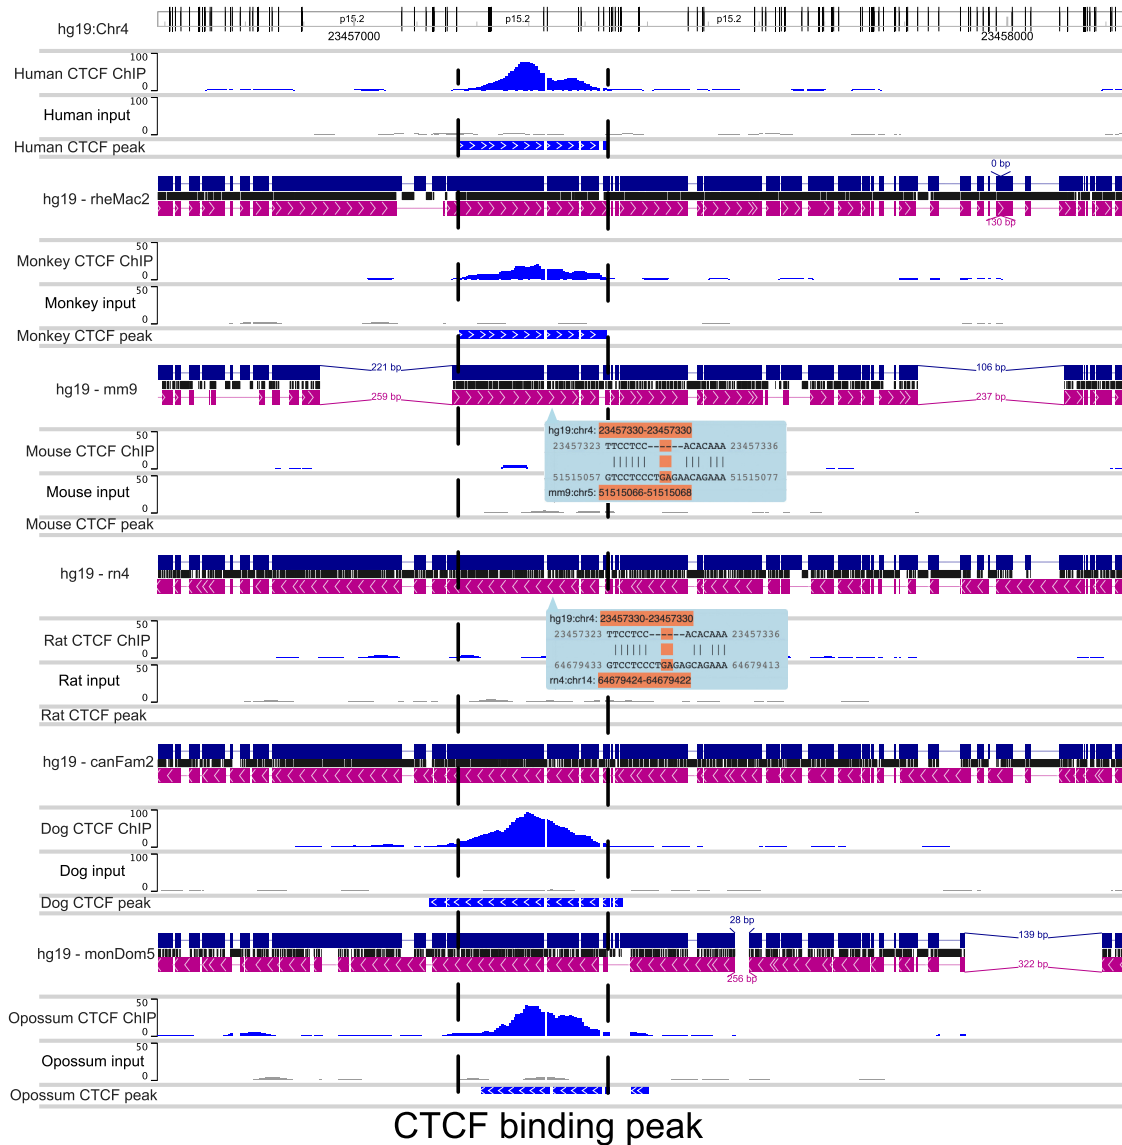 p15.2 p15.2 p15.2
hg19:Chr4
23457000 23458000
100
Human CTCF ChIP
0
100
Human input
0
Human CTCF peak
0 bp
hg19 - rheMac2
130 bp
50
Monkey CTCF ChIP
0
50
Monkey input
0
Monkey CTCF peak
221 bp 106 bp
hg19 - mm9
259 bp 237 bp
hg19:chr4: 23457330-23457330
50
23457323 TTCCTCC------ACACAAA 23457336
Mouse CTCF ChIP
0
50
51515057 GTCCTCCCTGAGAACAGAAA 51515077
Mouse input
mm9:chr5: 51515066-51515068
0
Mouse CTCF peak
hg19 - rn4
hg19:chr4: 23457330-23457330
50
23457323 TTCCTCC------ACACAAA 23457336
Rat CTCF ChIP
0
50
64679433 GTCCTCCCTGAGAGCAGAAA 64679413
Rat input
rn4:chr14: 64679424-64679422
0
Rat CTCF peak
hg19 - canFam2
100
Dog CTCF ChIP
0
100
Dog input
0
Dog CTCF peak
28 bp
139 bp
hg19 - monDom5
322 bp
256 bp
50
Opossum CTCF ChIP
0
50
Opossum input
0
Opossum CTCF peak
CTCF binding peak